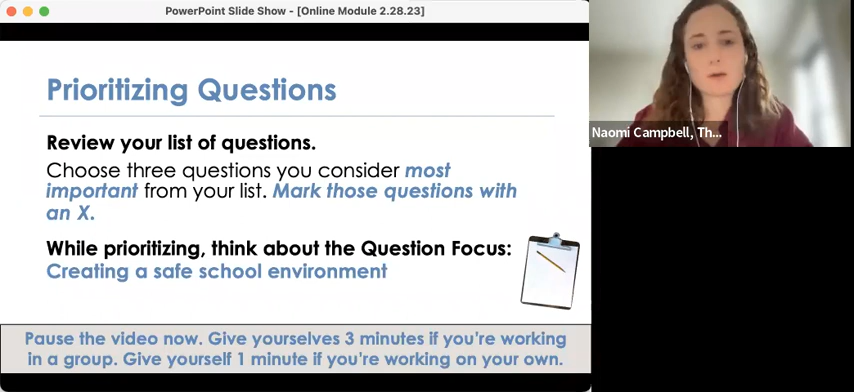 PowerPoint Slide Show - [Online Module 2.28.23]
Prioritizing Questions
Review your list of questions.
Choose three questions you consider most
important from your list. Mark those questions with
an X.
While prioritizing, think about the Question Focus:
Creating a safe school environment
Pause the video now. Give yourselves 3 minutes if you're working
in a group. Give yourself 1 minute if you're working on your own.
Naomi Campbell, Th...